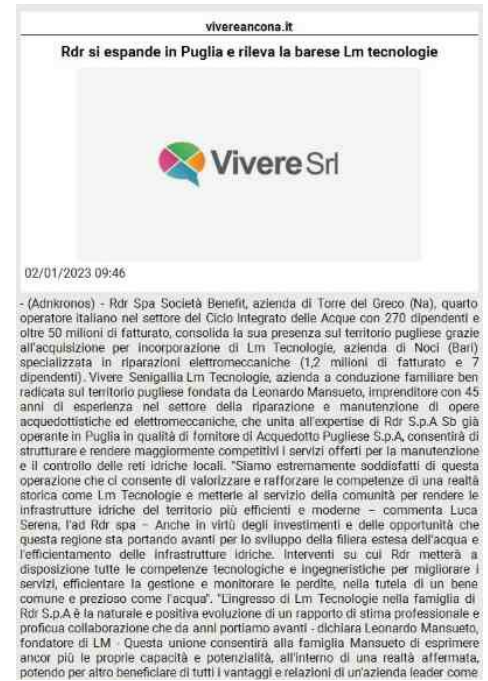 vivereancona.it
Rdr si espande in Puglia e rileva la barese Lm tecnologie
Vivere Srl
02/01/2023 09:46
- (Adnkronos) - Rdr Spa Società Benefit, azienda di Torre del Greco (Na), quarto
operatore italiano nel settore del Ciclo Integrato delle Acque con 270 dipendenti e
oltre 50 milioni di fatturato, consolida la sua presenza sul territorio pugliese grazie
all'acquisizione per incorporazione di Lm Tecnologie, azienda di Noci (Bari)
specializzata in riparazioni elettromeccaniche (1,2 milioni di fatturato e 7
dipendenti). Vivere Senigallia Lm Tecnologie, azienda a conduzione familiare ben
radicata sul territorio pugliese fondata da Leonardo Mansueto, imprenditore con 45
anni di esperienza nel settore della riparazione e manutenzione di opere
acquedottistiche ed elettromeccaniche, che unita all'expertise di Rdr S.p.A Sb già
operante in Puglia in qualità di fornitore di Acquedotto Pugliese S.p.A, consentirà di
strutturare e rendere maggiormente competitivi i servizi offerti per la manutenzione
e il controllo delle reti idriche locali. "Siamo estremamente soddisfatti di questa
operazione che ci consente di valorizzare e rafforzare le competenze di una realtà
storica come Lm Tecnologie e metterle al servizio della comunità per rendere le
infrastrutture idriche del territorio più efficienti e moderne – commenta Luca
Serena, l'ad Rdr spa – Anche in virtù degli investimenti e delle opportunità che
questa regione sta portando avanti per lo sviluppo della filiera estesa dell'acqua e
l'efficientamento delle infrastrutture idriche. Interventi su cui Rdr metterà a
disposizione tutte le competenze tecnologiche e ingegneristiche per migliorare i
servizi, efficientare la gestione e monitorare le perdite, nella tutela di un bene
comune e prezioso come l'acqua". "L'ingresso di Lm Tecnologie nella famiglia di
Rdr S.p.A è la naturale e positiva evoluzione di un rapporto di stima professionale e
proficua collaborazione che da anni portiamo avanti - dichiara Leonardo Mansueto,
fondatore di LM - Questa unione consentirà alla famiglia Mansueto di esprimere
ancor più le proprie capacità e potenzialità, all'interno di una realtà affermata,
potendo per altro beneficiare di tutti i vantaggi e relazioni di un'azienda leader come